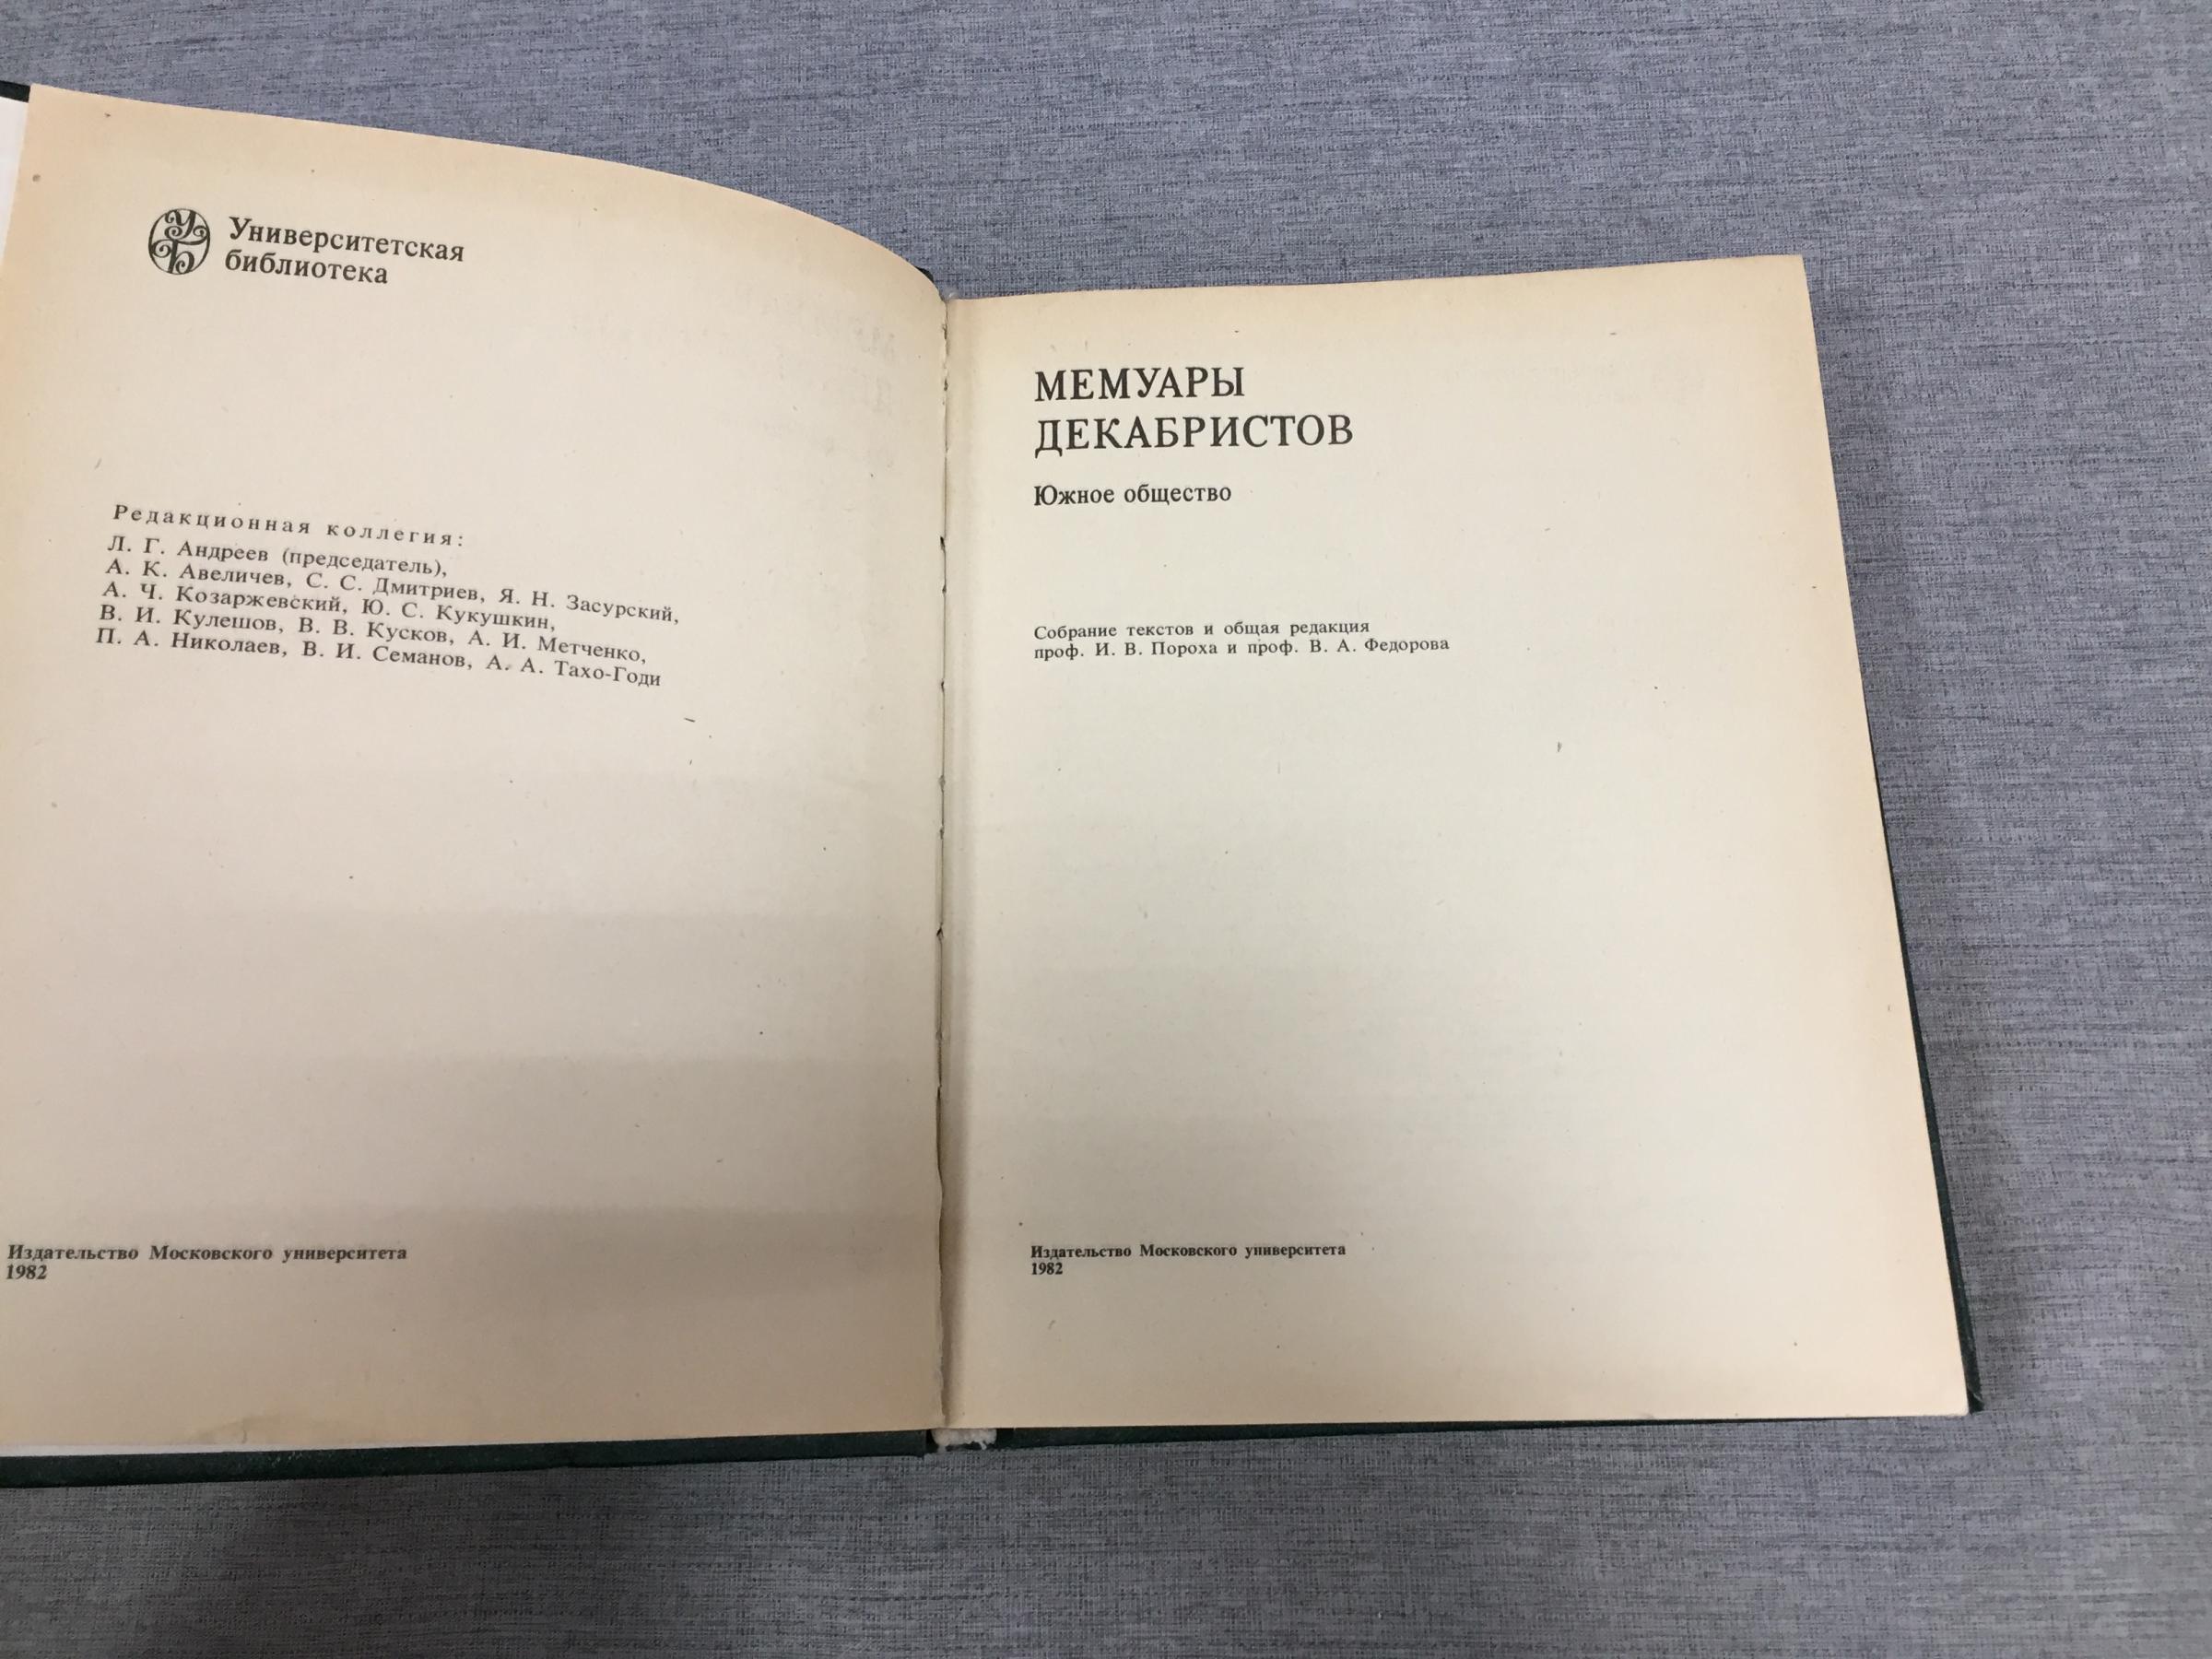 Университетская
библиотека
Редакционная коллегия:
Л. Г. Андреев (председатель),
А. К. Авеличев, С. С. Дмитриев, Я. Н. Засурский,
А. Ч. Козаржевский, Ю. С. Кукушкин,
В. И. Кулешов, В. В. Кусков, А. И. Метченко,
П. А. Николаев, В. И. Семанов, А. А. Тахо-Годи
Издательство Московского университета
1982
МЕМУАРЫ
ДЕКАБРИСТОВ
Южное общество
Собрание текстов и общая редакция
проф. И. В. Пороха и проф. В. А. Федорова
Издательство Московского университета
1982